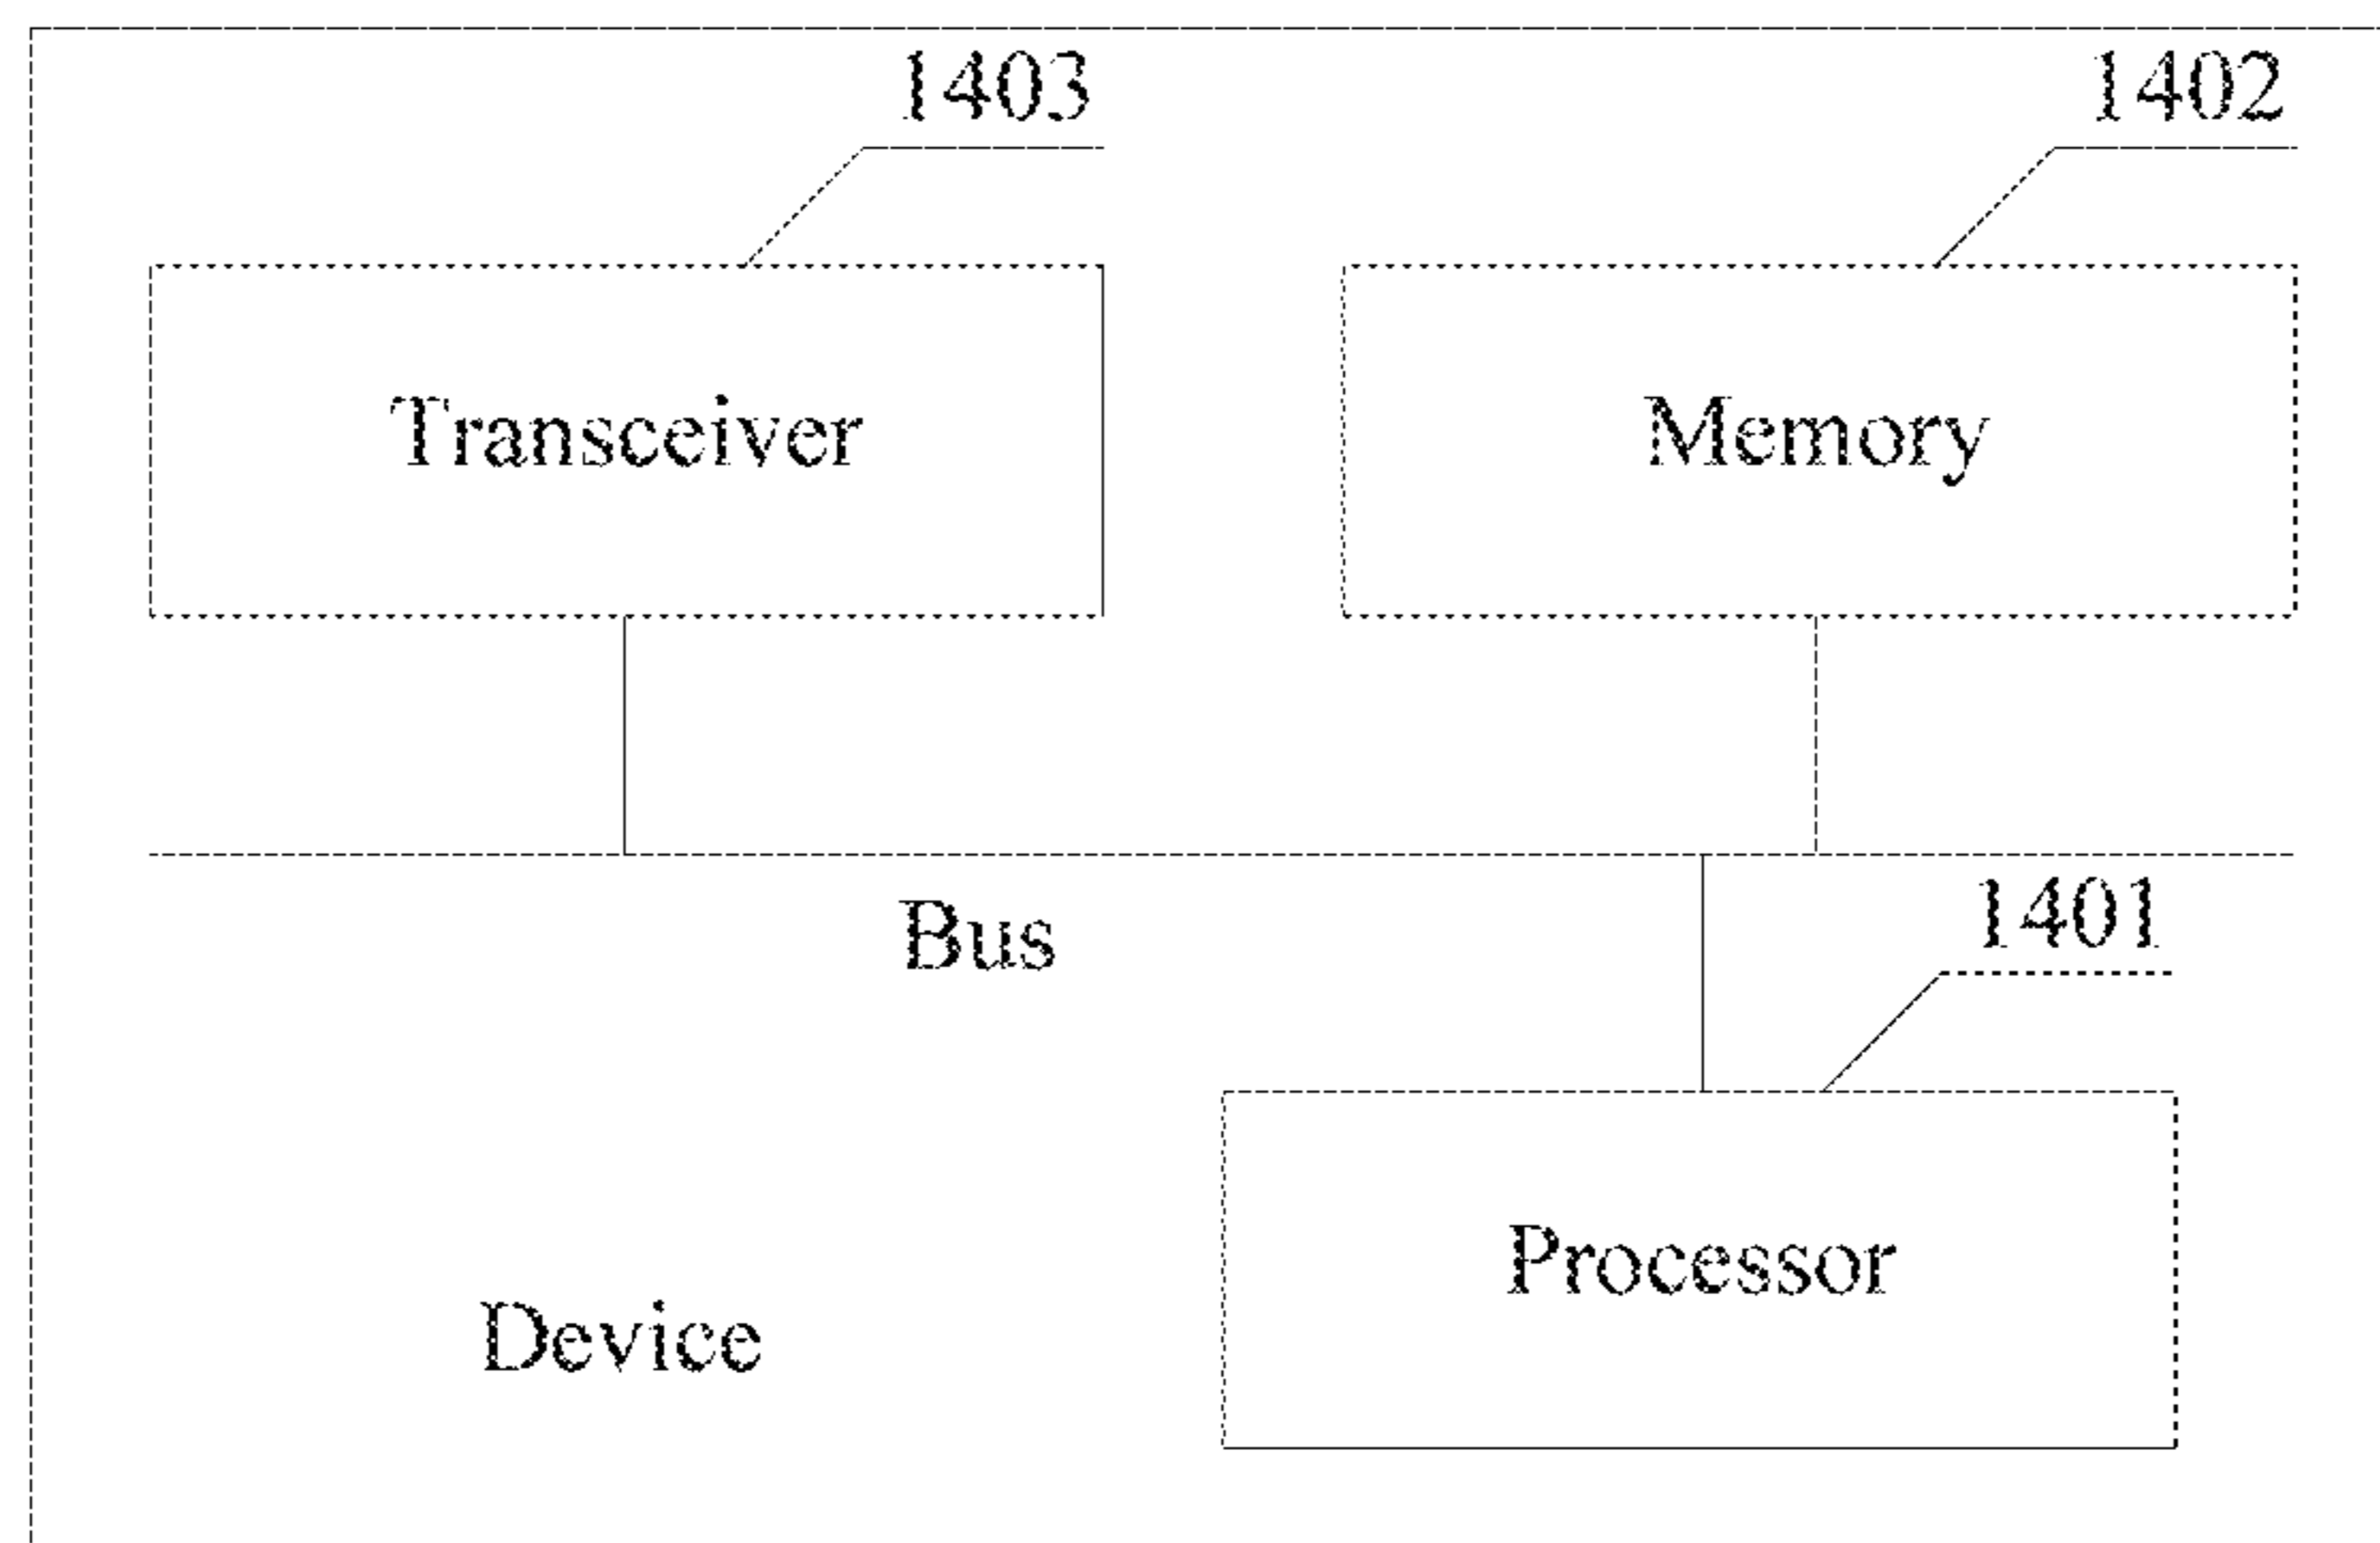 1403
1402
Transceiver
Memory
Bus
1401
Processor
Device